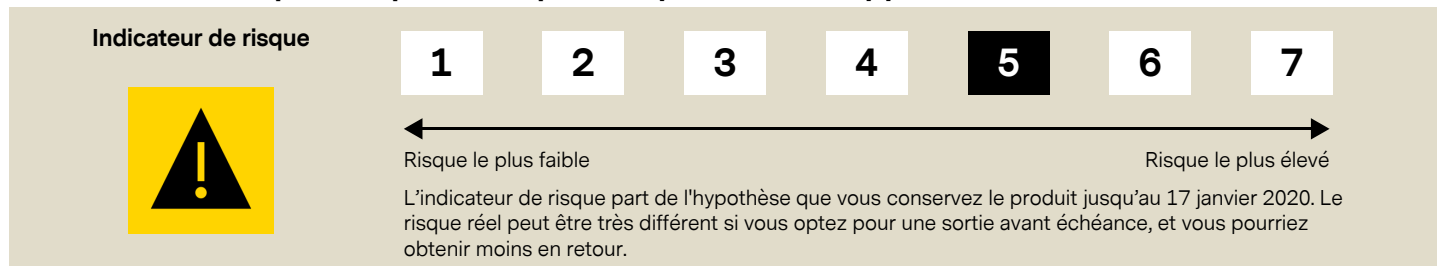 Indicateur de risque
1 2 3 4 5 6 7
Risque le plus faible Risque le plus élevé
L’indicateur de risque part de l'hypothèse que vous conservez le produit jusqu’au 17 janvier 2020. Le
risque réel peut être très différent si vous optez pour une sortie avant échéance, et vous pourriez
obtenir moins en retour.